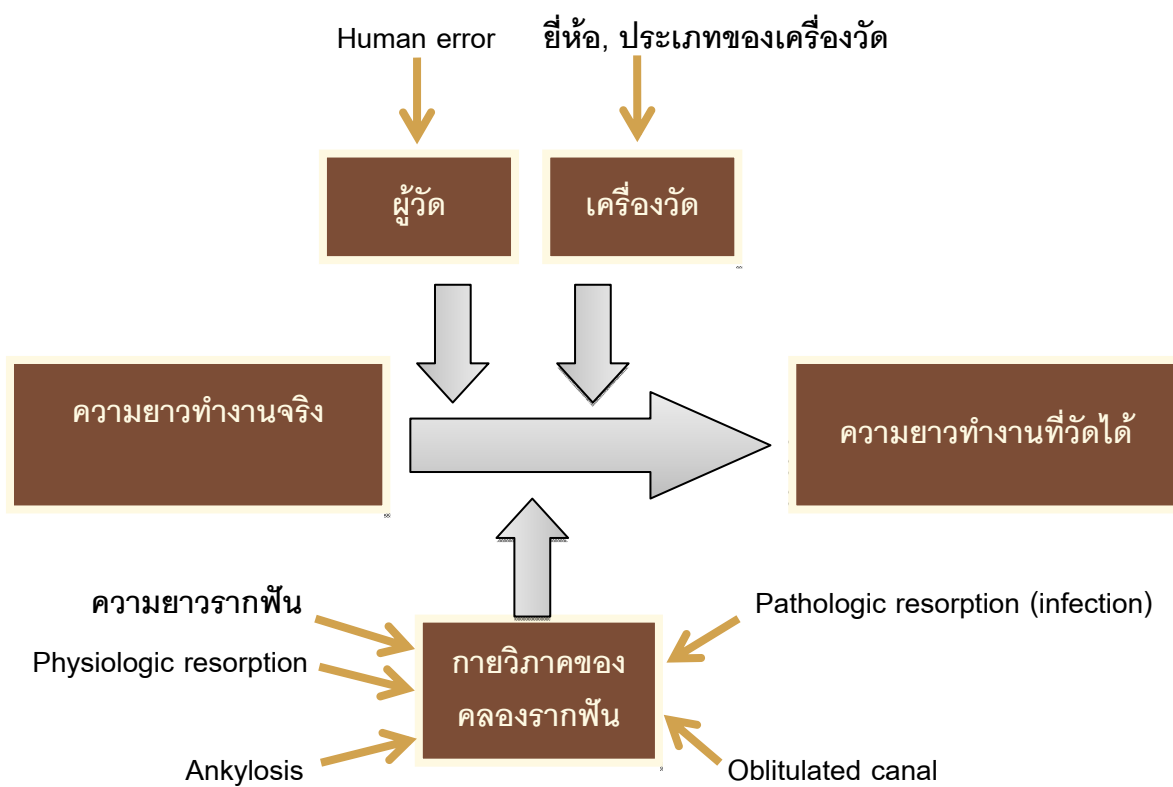 Human error
ยี่ห้อ, ประเภทของเครื่องวัด
ผู้วัด
เครื่องวัด
ความยาวทำงานจริง
ความยาวทำงานที่วัดได้
ความยาวรากฟัน
Physiologic resorption
Ankylosis
กายวิภาคของ
คลองรากฟัน
Pathologic resorption (infection)
Oblitulated canal